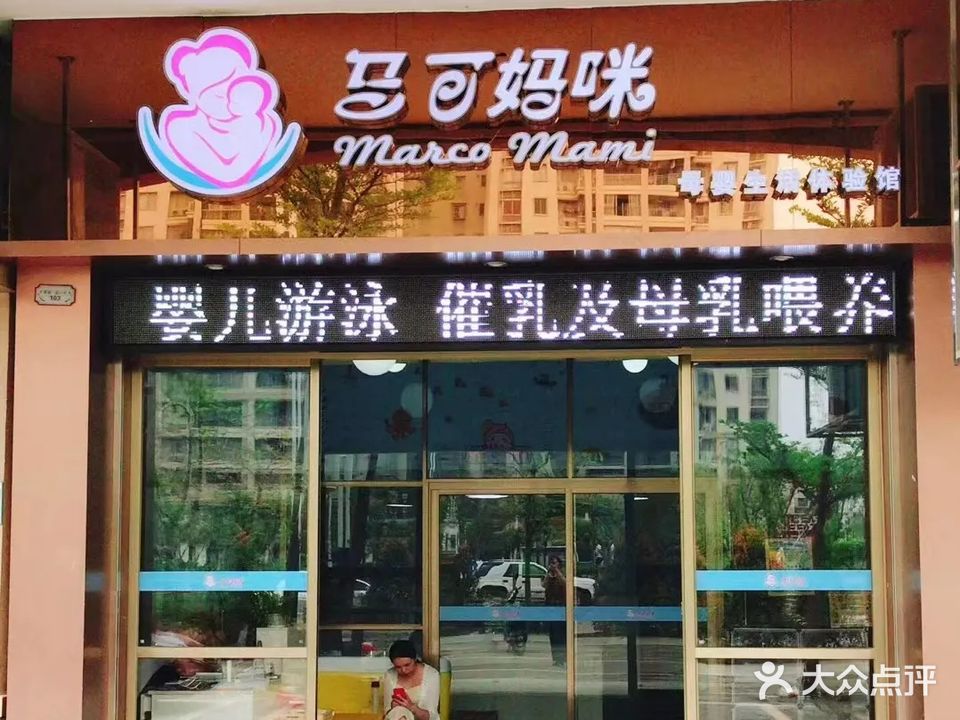 马可妈咪
Marco Mami
母婴生活体验馆
婴儿游泳 催乳及母乳喂养
103
大众点评